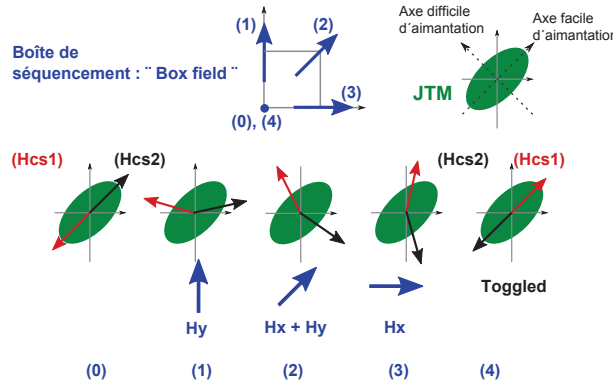 Boîte de
séquencement : ¨ Box field ¨
(1)
(2)
(3)
(0), (4)
Axe difficile
d´aimantation
Axe facile
d´aimantation
JTM
(Hcs1)
(Hcs2)
(Hcs2)
(Hcs1)
Toggled
Hy
Hx + Hy
Hx
(0)
(1)
(2)
(3)
(4)